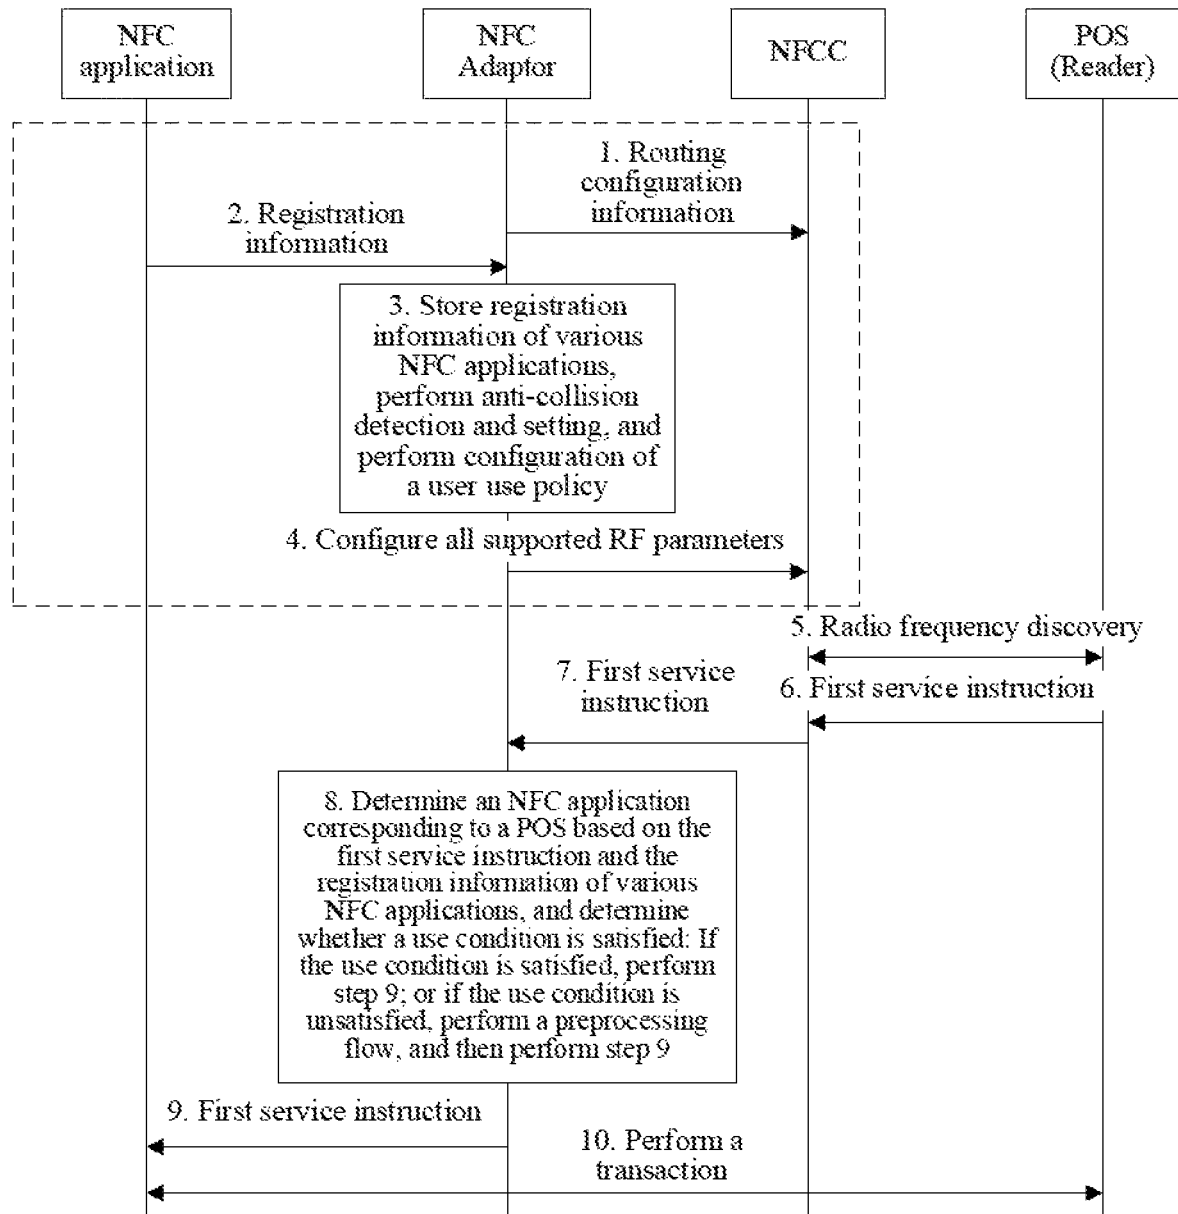 NFC
application
NFC
Adaptor
NFCC
POS
(Reader)
1. Routing
configuration
information
2. Registration
information
3. Store registration
information of various
NFC applications,
perform anti-collision
detection and setting, and
perform configuration of
a user use policy
4. Configure all supported RF parameters
5. Radio frequency discovery
6. First service instruction
7. First service
instruction
8. Determine an NFC application
corresponding to a POS based on the
first service instruction and the
registration information of various
NFC applications, and determine
whether a use condition is satisfied: If
the use condition is satisfied, perform
step 9; or if the use condition is
unsatisfied, perform a preprocessing
flow, and then perform step 9
9. First service instruction
10. Perform a
transaction